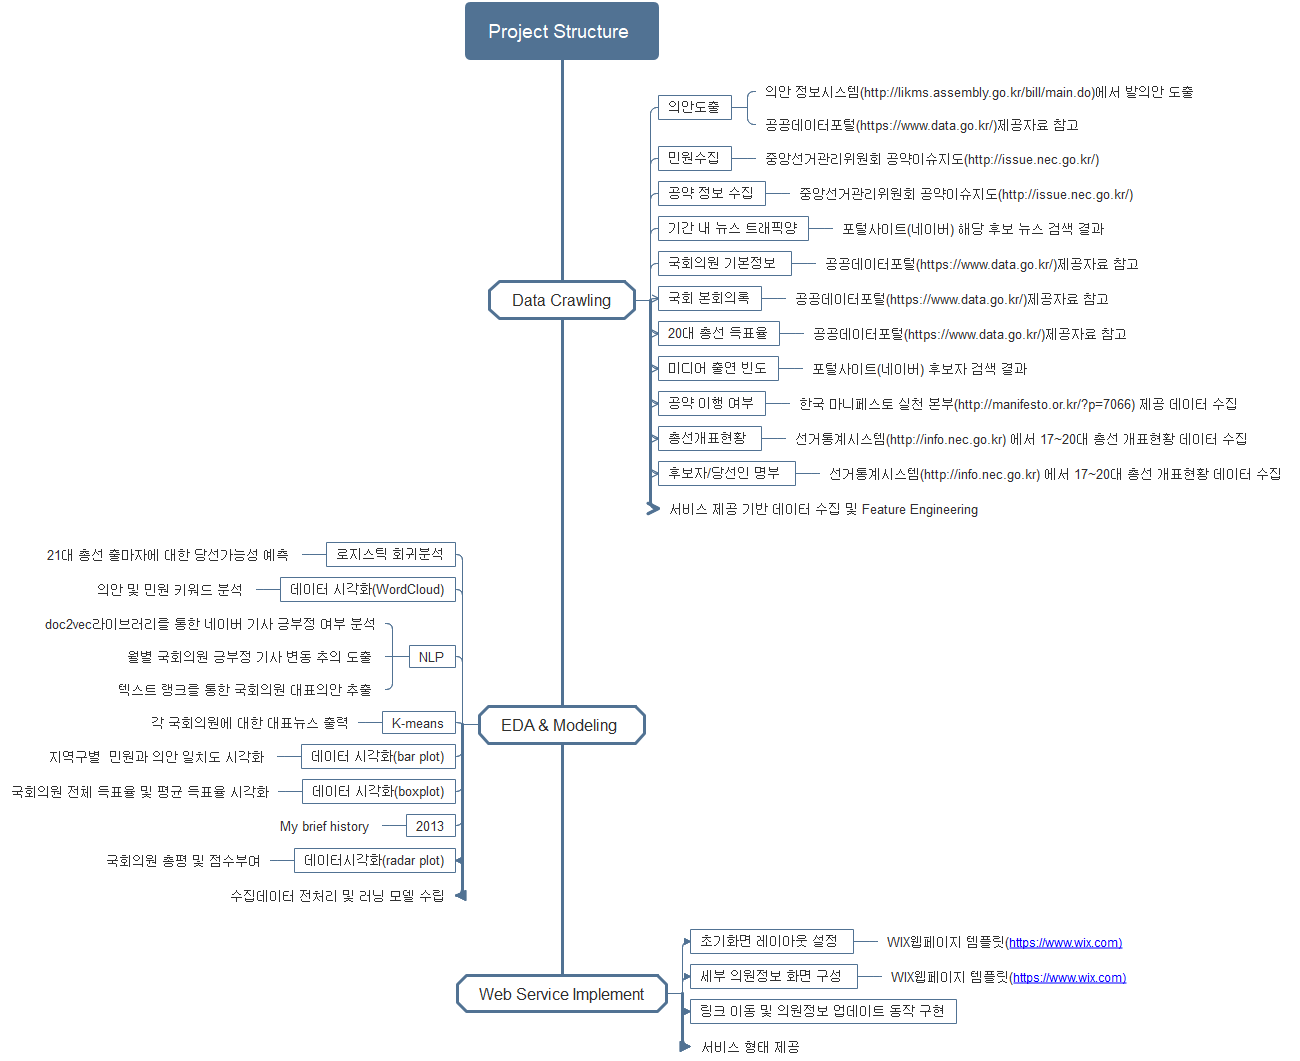 Project Structure
의안도출
의안 정보시스템(http://likms.assembly.go.kr/bill/main.do)에서 발의안 도출
공공데이터포털(https://www.data.go.kr/)제공자료 참고
민원수집
중앙선거관리위원회 공약이슈지도(http://issue.nec.go.kr/)
공약 정보 수집
중앙선거관리위원회 공약이슈지도(http://issue.nec.go.kr/)
기간 내 뉴스 트래픽양
포털사이트(네이버) 해당 후보 뉴스 검색 결과
국회의원 기본정보
공공데이터포털(https://www.data.go.kr/)제공자료 참고
Data Crawling
국회 본회의록
공공데이터포털(https://www.data.go.kr/)제공자료 참고
20대 총선 득표율
공공데이터포털(https://www.data.go.kr/)제공자료 참고
미디어 출연 빈도
포털사이트(네이버) 후보자 검색 결과
공약 이행 여부
한국 마니페스토 실천 본부(http://manifesto.or.kr/?p=7066) 제공 데이터 수집
총선개표현황
선거통계시스템(http://info.nec.go.kr) 에서 17~20대 총선 개표현황 데이터 수집
후보자/당선인 명부
선거통계시스템(http://info.nec.go.kr) 에서 17~20대 총선 개표현황 데이터 수집
서비스 제공 기반 데이터 수집 및 Feature Engineering
21대 총선 출마자에 대한 당선가능성 예측
로지스틱 회귀분석
의안 및 민원 키워드 분석
데이터 시각화(WordCloud)
doc2vec라이브러리를 통한 네이버 기사 긍부정 여부 분석
월별 국회의원 긍부정 기사 변동 추의 도출
NLP
텍스트 랭크를 통한 국회의원 대표의안 추출
각 국회의원에 대한 대표뉴스 출력
K-means
EDA & Modeling
지역구별  민원과 의안 일치도 시각화
데이터 시각화(bar plot)
국회의원 전체 득표율 및 평균 득표율 시각화
데이터 시각화(boxplot)
My brief history
2013
국회의원 총평 및 점수부여
데이터시각화(radar plot)
수집데이터 전처리 및 러닝 모델 수립
초기화면 레이아웃 설정
WIX웹페이지 템플릿(https://www.wix.com)
세부 의원정보 화면 구성
WIX웹페이지 템플릿(https://www.wix.com)
Web Service Implement
링크 이동 및 의원정보 업데이트 동작 구현
서비스 형태 제공